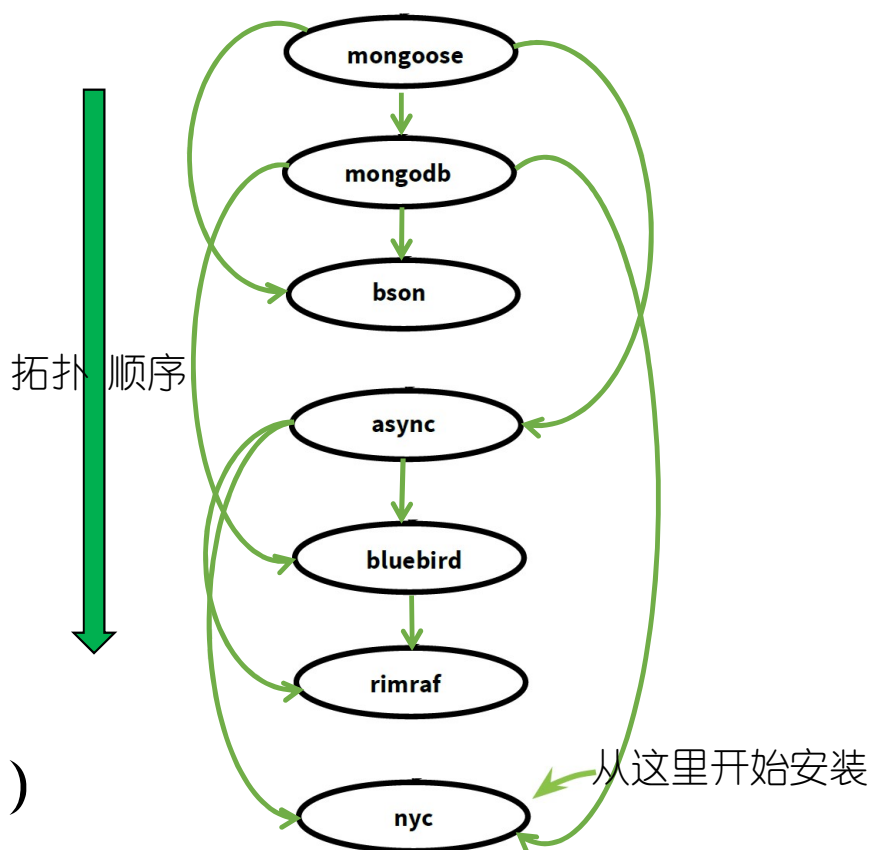 mongoose
mongodb
bson
拓扑 顺序
async
bluebird
rimraf
从这里开始安装
)
nyc